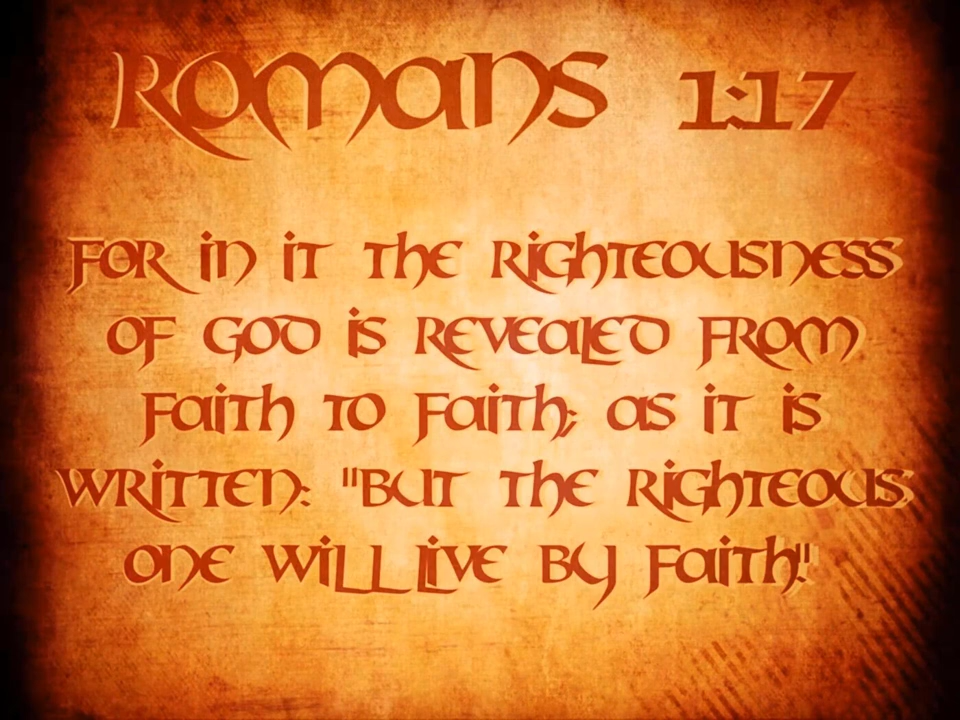 Romans 1:17
For in it the righteousness
of God is revealed from
faith to faith; as it is
written: "But the righteous
one will live by faith."